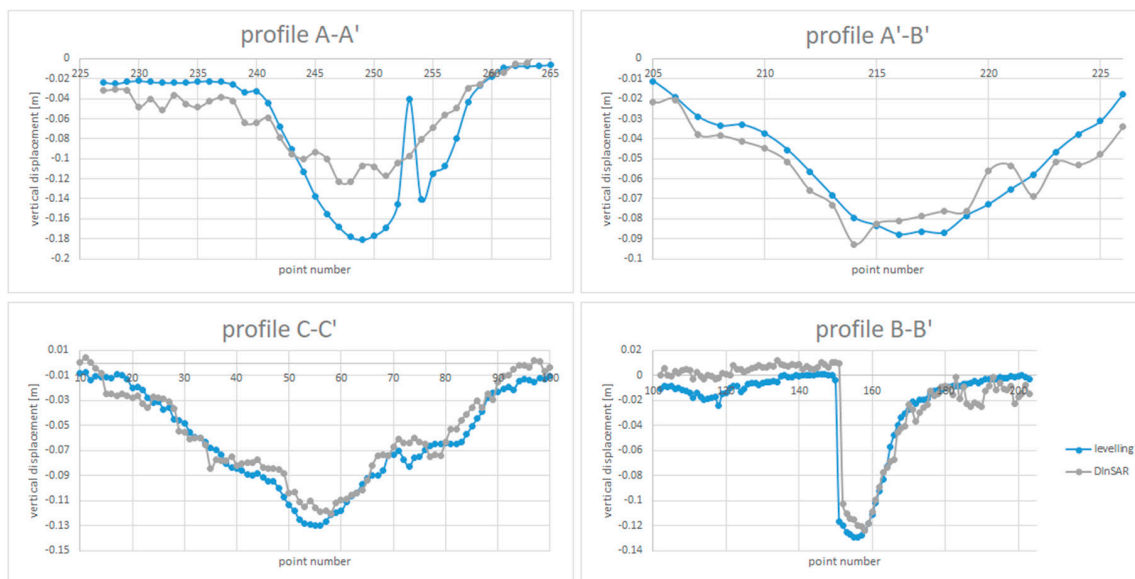 profile A-A'
0
225 230 235 240 245 250 255 260 265
-0.02
-0.04
-0.06
-0.08
-0.1
-0.12
-0.14
-0.16
-0.18
-0.2
vertical displacement [m]
point number
profile A'-B'
0
205 210 215 220 225
-0.01
-0.02
-0.03
-0.04
-0.05
-0.06
-0.07
-0.08
-0.09
-0.1
vertical displacement [m]
point number
profile C-C'
0.01
-0.01
10 20 30 40 50 60 70 80 90 100
-0.03
-0.05
-0.07
-0.09
-0.11
-0.13
-0.15
vertical displacement [m]
point number
profile B-B'
0.02
0
100 120 140 160 180 200
-0.02
-0.04
-0.06
-0.08
-0.1
-0.12
-0.14
vertical displacement [m]
point number
levelling
DInSAR